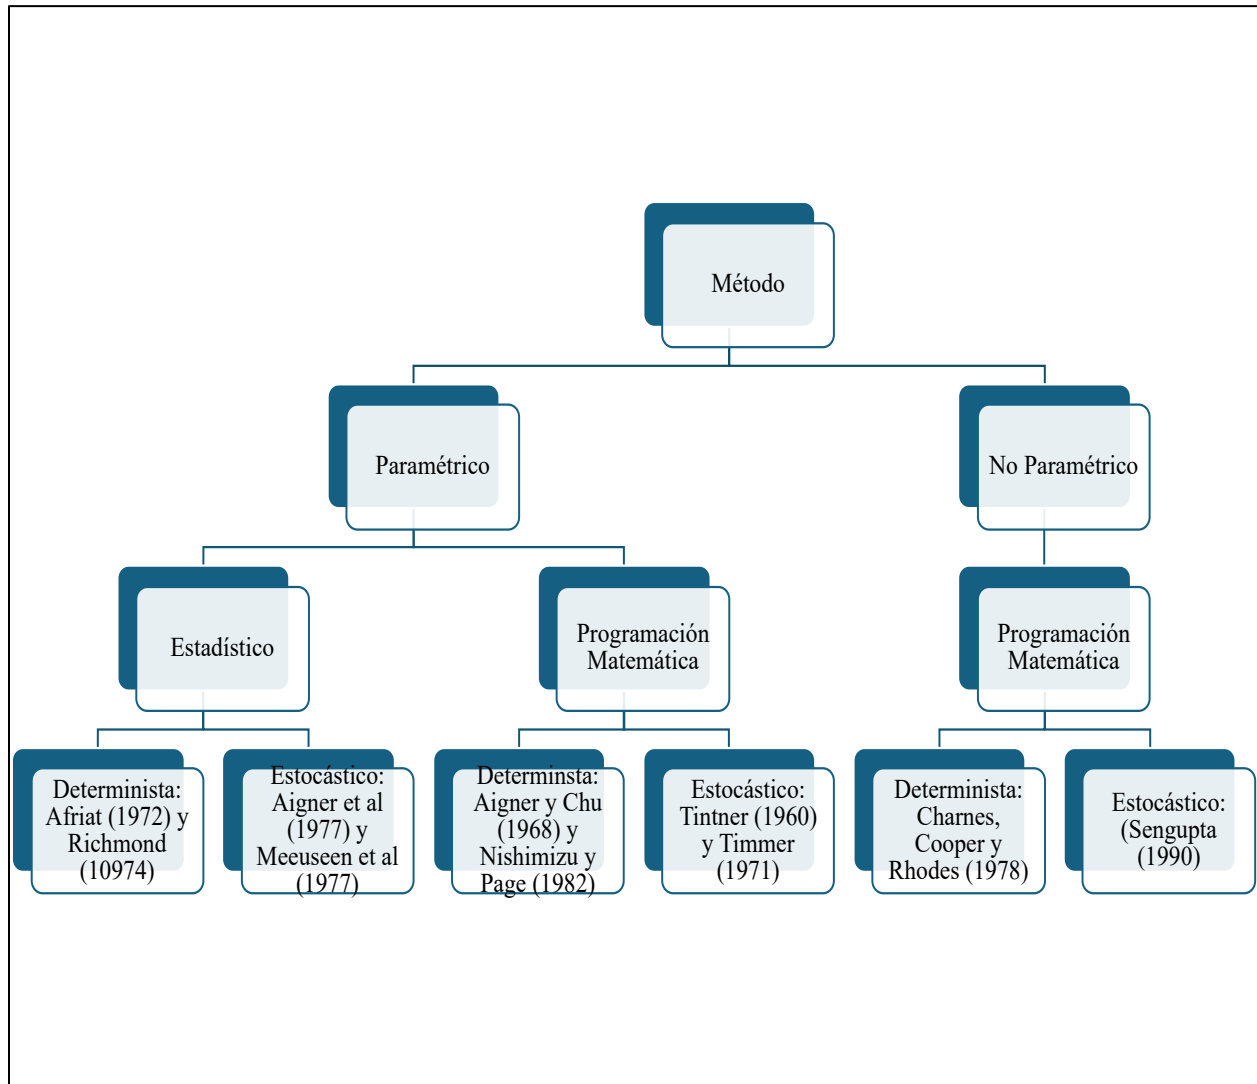 Método
Paramétrico
No Paramétrico
Estadístico
Programación
Matemática
Programación
Matemática
Determinista:
Afriat (1972) y
Richmond
(10974)
Estocástico:
Aigner et al
(1977) y
Meeuseen et al
(1977)
Determinsta:
Aigner y Chu
(1968) y
Nishimizu y
Page (1982)
Estocástico:
Tintner (1960)
y Timmer
(1971)
Determinista:
Charnes,
Cooper y
Rhodes (1978)
Estocástico:
(Sengupta
(1990)